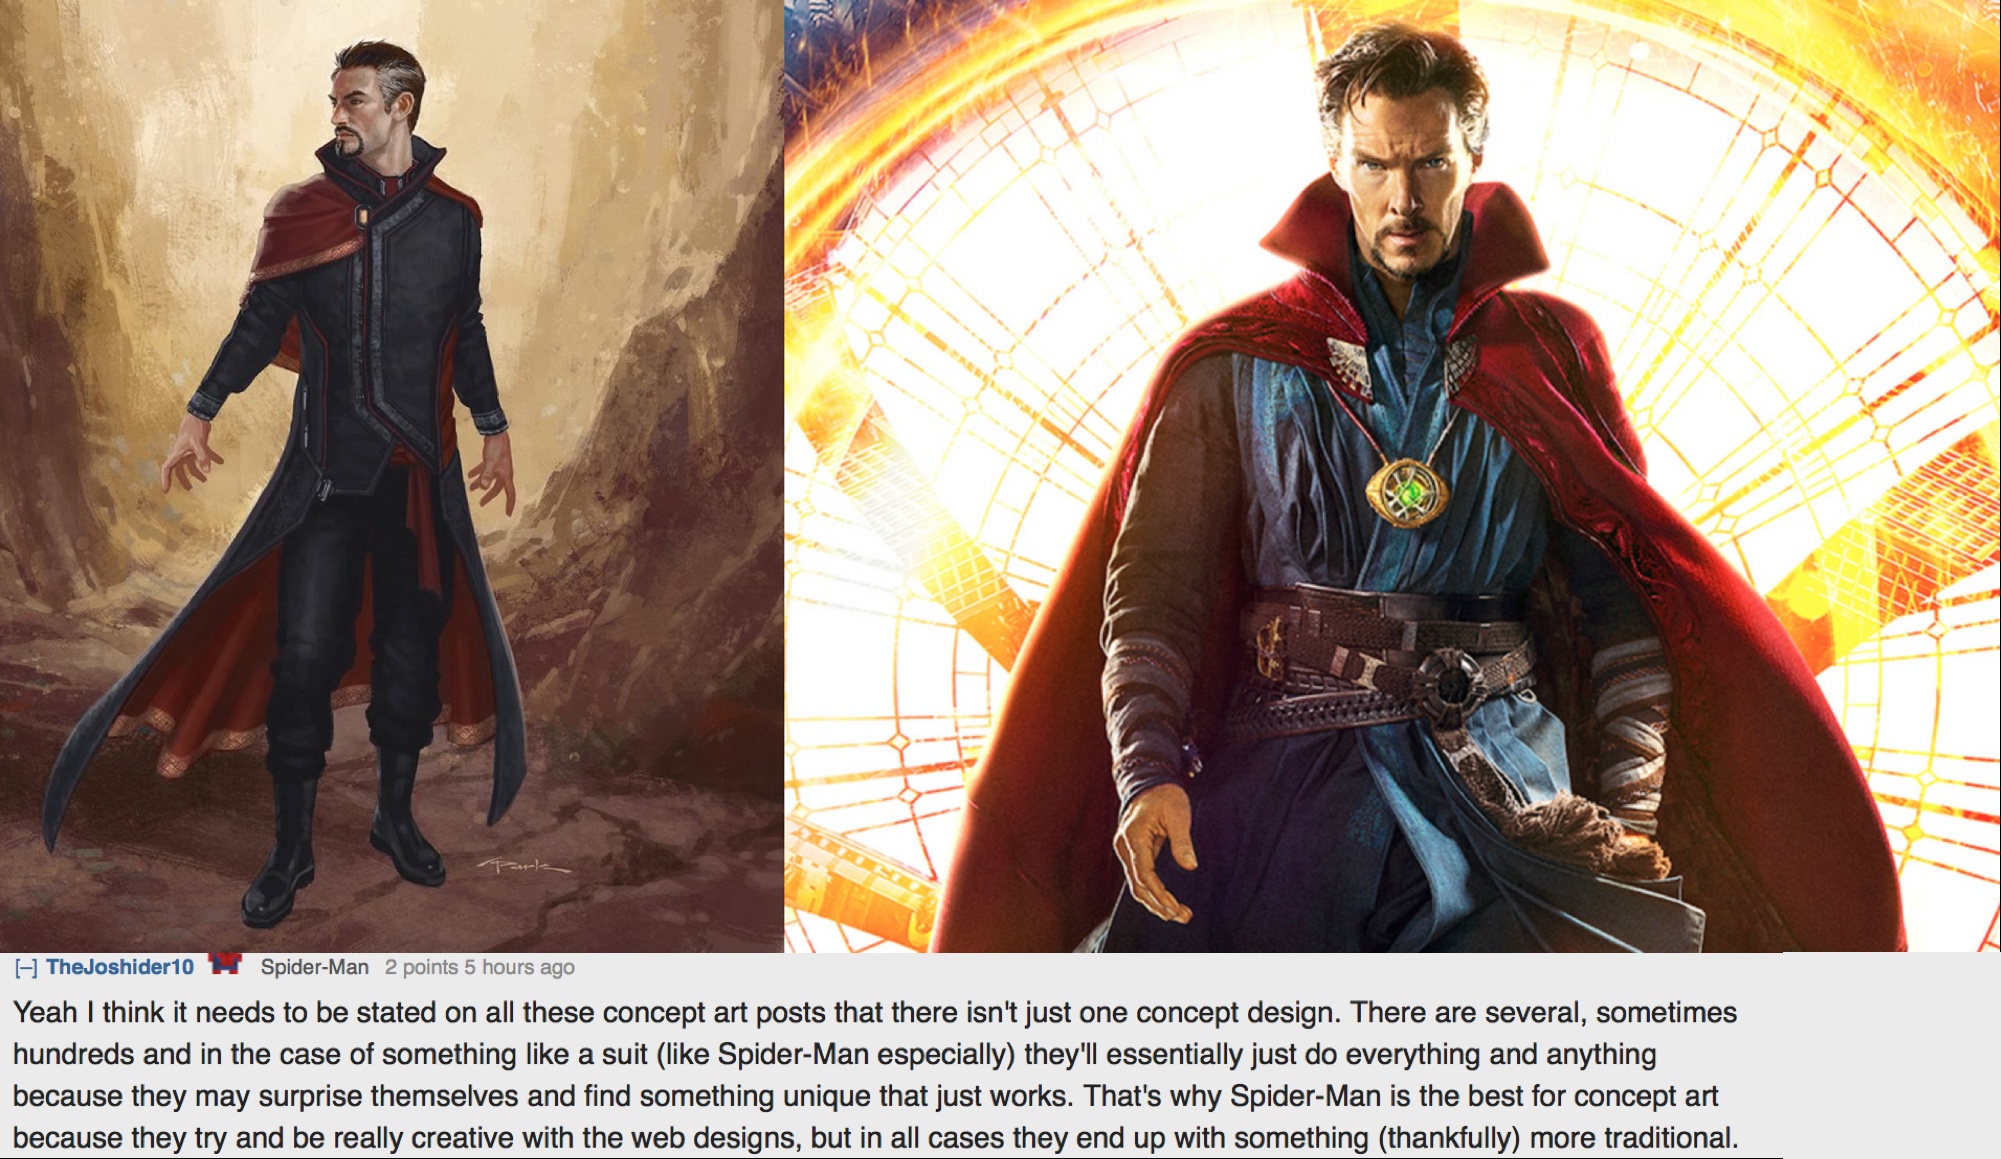 Park
[–] TheJoshider10 Spider-Man 2 points 5 hours ago
Yeah I think it needs to be stated on all these concept art posts that there isn't just one concept design. There are several, sometimes
hundreds and in the case of something like a suit (like Spider-Man especially) they'll essentially just do everything and anything
because they may surprise themselves and find something unique that just works. That's why Spider-Man is the best for concept art
because they try and be really creative with the web designs, but in all cases they end up with something (thankfully) more traditional.